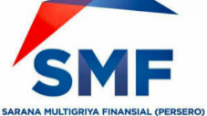 SMF
SARANA MULTIGRIYA FINANSIAL (PERSERO)